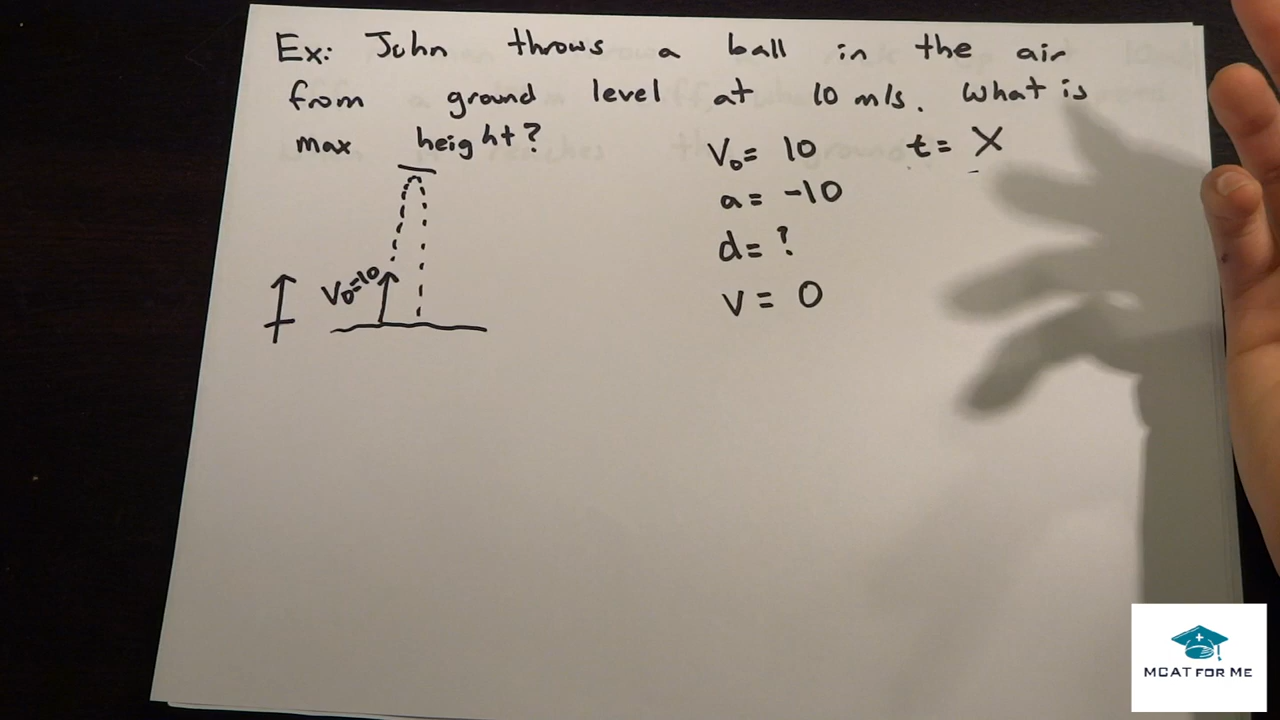 Ex: John throws a ball in the air
from ground level at 10 m/s. What is
max height?
V₀ = 10 t = X
a = -10
d = ?
V = 0
V₀=10
MCAT FOR ME